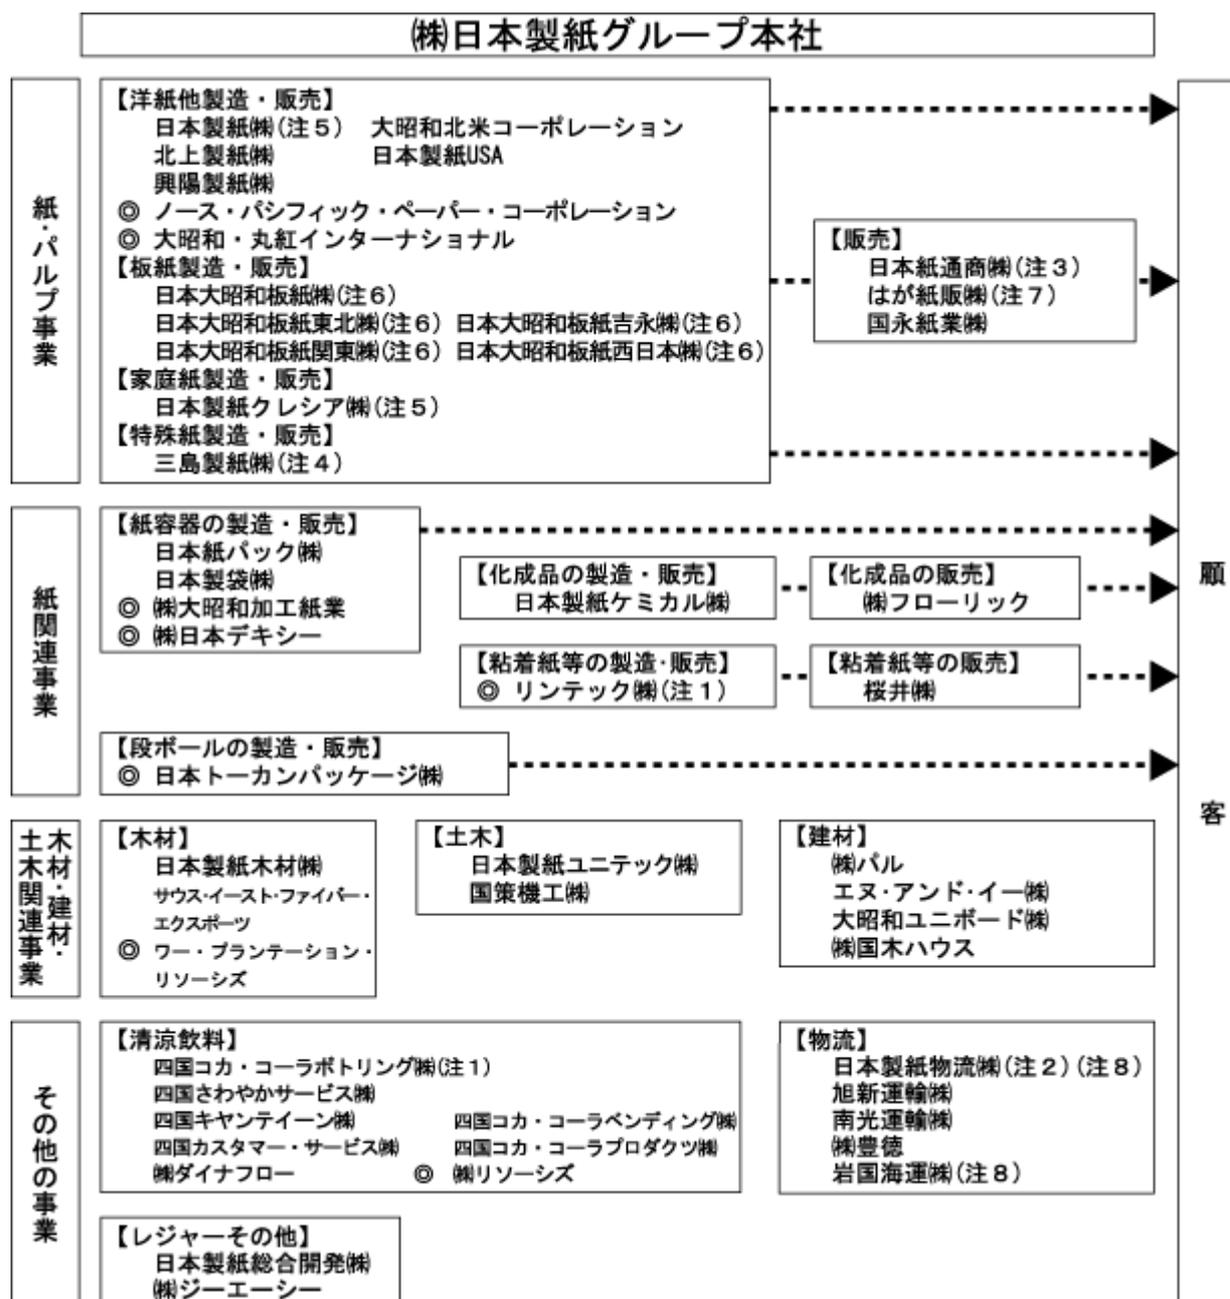 ㈱日本製紙グループ本社
紙・パルプ事業
【洋紙他製造・販売】
日本製紙㈱(注５) 大昭和北米コーポレーション
北上製紙㈱ 日本製紙USA
興陽製紙㈱
◎ ノース・パシフィック・ペーパー・コーポレーション
◎ 大昭和・丸紅インターナショナル
【板紙製造・販売】
日本大昭和板紙㈱(注６)
日本大昭和板紙東北㈱(注６) 日本大昭和板紙吉永㈱(注６)
日本大昭和板紙関東㈱(注６) 日本大昭和板紙西日本㈱(注６)
【家庭紙製造・販売】
日本製紙クレシア㈱(注５)
【特殊紙製造・販売】
三島製紙㈱(注４)
【販売】
日本紙通商㈱(注３)
はが紙販㈱(注７)
国永紙業㈱
紙関連事業
【紙容器の製造・販売】
日本紙パック㈱
日本製袋㈱
◎ ㈱大昭和加工紙業
◎ ㈱日本デキシー
【化成品の製造・販売】
日本製紙ケミカル㈱
【化成品の販売】
㈱フローリック
【粘着紙等の製造・販売】
◎ リンテック㈱(注１)
【粘着紙等の販売】
桜井㈱
【段ボールの製造・販売】
◎ 日本トーカンパッケージ㈱
木材・建材・
土木関連事業
【木材】
日本製紙木材㈱
サウス・イースト・ファイバー・
エクスポーツ
◎ ワー・プランテーション・
リソーシズ
【土木】
日本製紙ユニテック㈱
国策機工㈱
【建材】
㈱パル
エヌ・アンド・イー㈱
大昭和ユニボード㈱
㈱国木ハウス
その他の事業
【清涼飲料】
四国コカ・コーラボトリング㈱(注１)
四国さわやかサービス㈱
四国キヤンテイーン㈱ 四国コカ・コーラベンディング㈱
四国カスタマー・サービス㈱ 四国コカ・コーラプロダクツ㈱
㈱ダイナフロー ◎ ㈱リソーシズ
【物流】
日本製紙物流㈱(注２)(注８)
旭新運輸㈱
南光運輸㈱
㈱豊徳
岩国海運㈱(注８)
【レジャーその他】
日本製紙総合開発㈱
㈱ジーエーシー
顧客